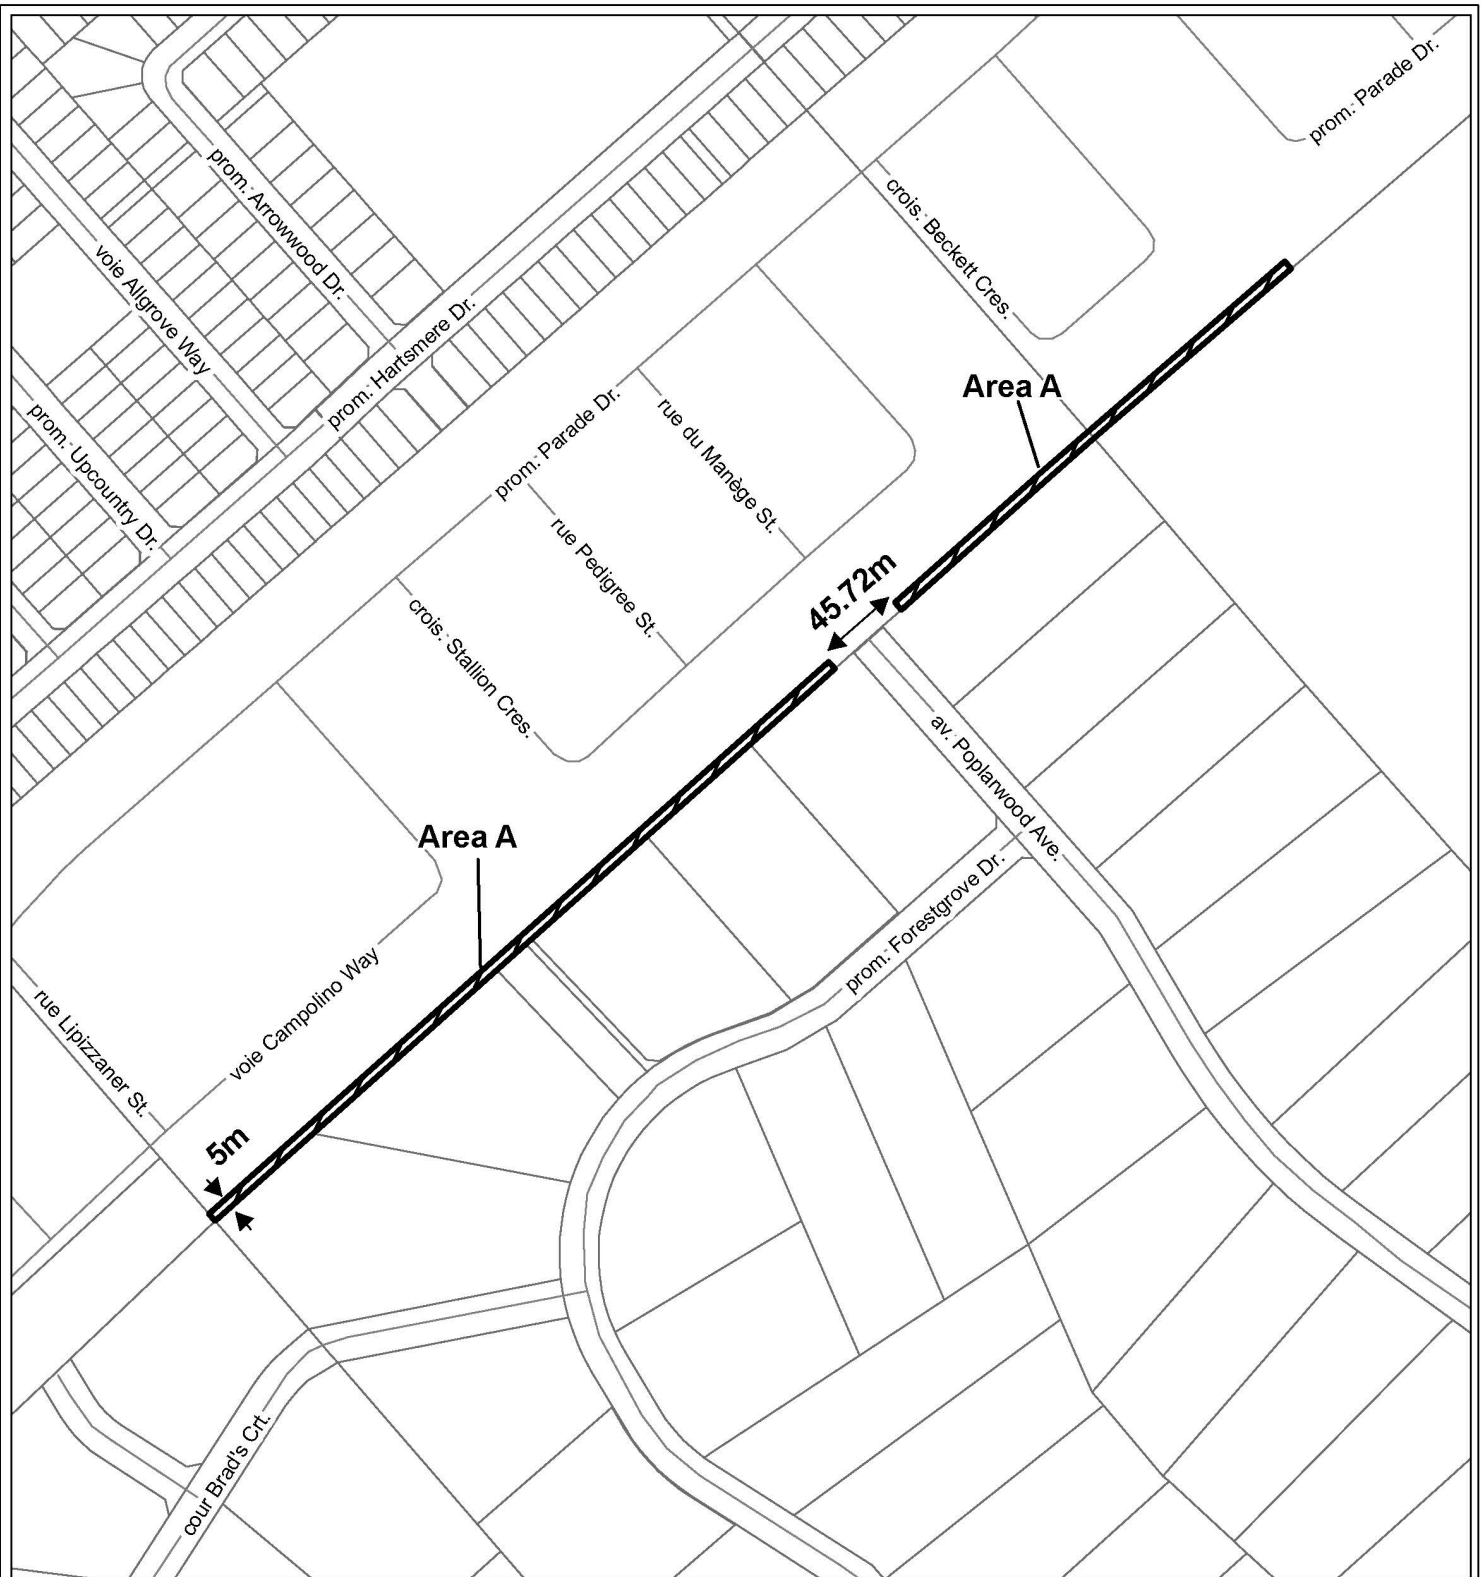 prom. Parade Dr.
prom. Arrowwood Dr.
crois. Beckett Cres.
voie Allgrove Way
prom. Hartsmere Dr.
Area A
prom. Parade Dr.
rue du Manège St.
prom. Upcountry Dr.
rue Pedigree St.
45.72m
crois. Stallion Cres.
av. Poplarwood Ave.
Area A
prom. Forestgrove Dr.
voie Campolino Way
rue Lipizzaner St.
5m
cour Brad's Crt.